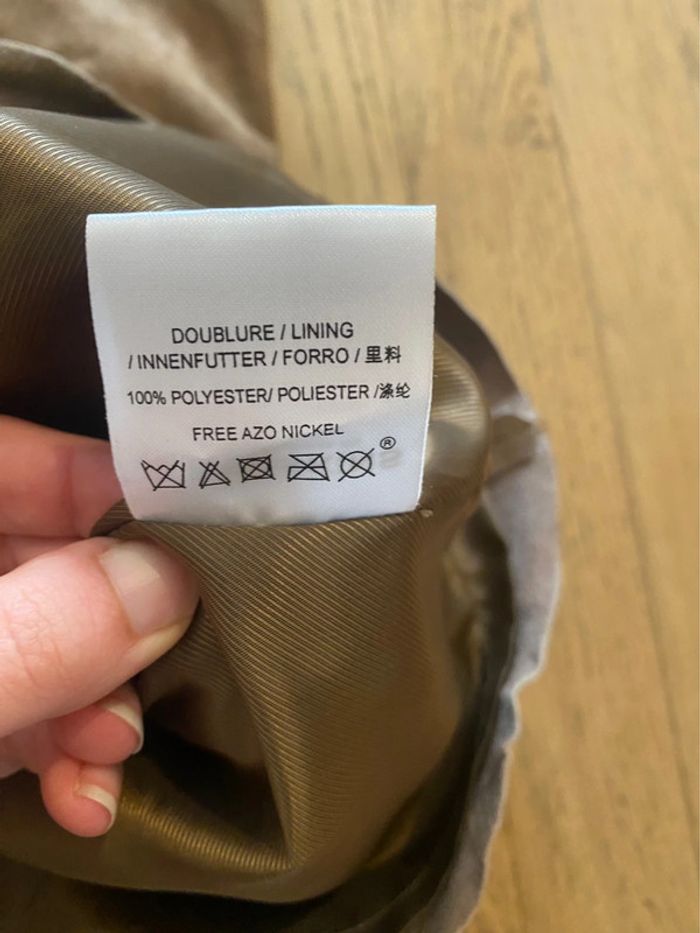 DOUBLURE / LINING
/ INNENFUTTER / FORRO / 里料
100% POLYESTER/ POLIESTER /涤纶
FREE AZO NICKEL
®